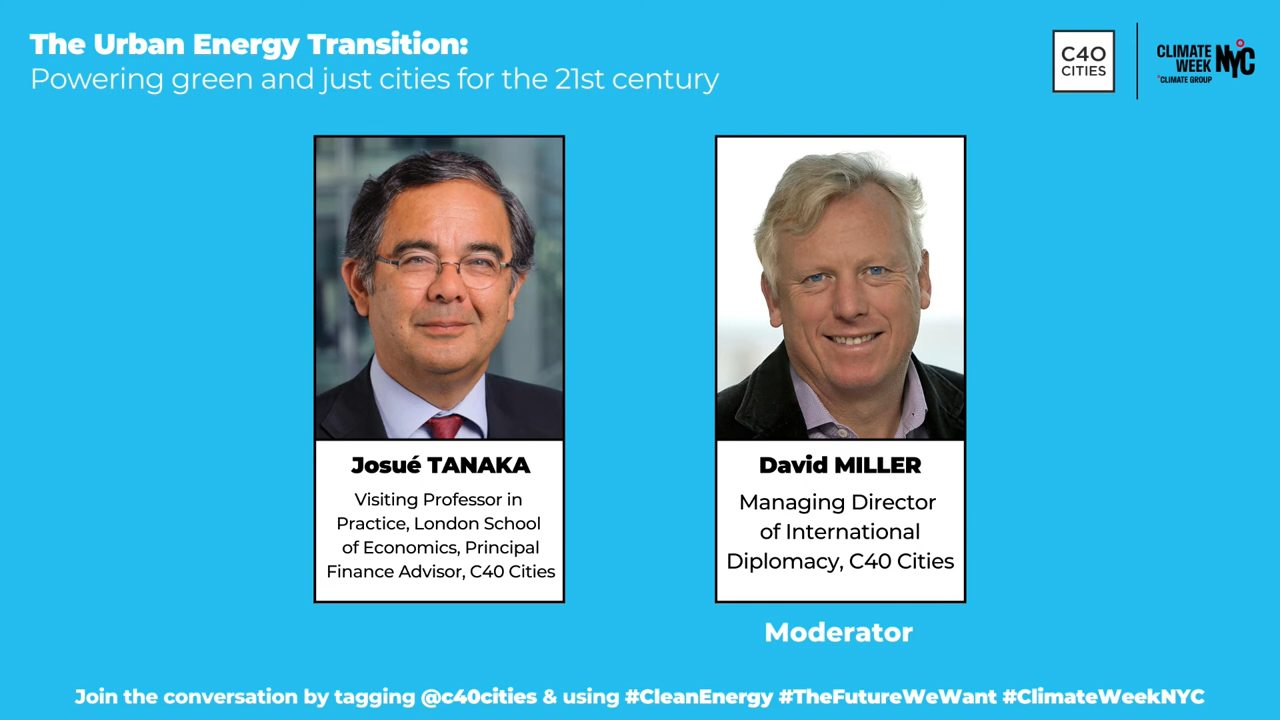 The Urban Energy Transition:
Powering green and just cities for the 21st century
C40
CITIES
CLIMATE
WEEK
NYC
°CLIMATE GROUP
Josué TANAKA
Visiting Professor in
Practice, London School
of Economics, Principal
Finance Advisor, C40 Cities
David MILLER
Managing Director
of International
Diplomacy, C40 Cities
Moderator
Join the conversation by tagging @c40cities & using #CleanEnergy #TheFutureWeWant #ClimateWeekNYC